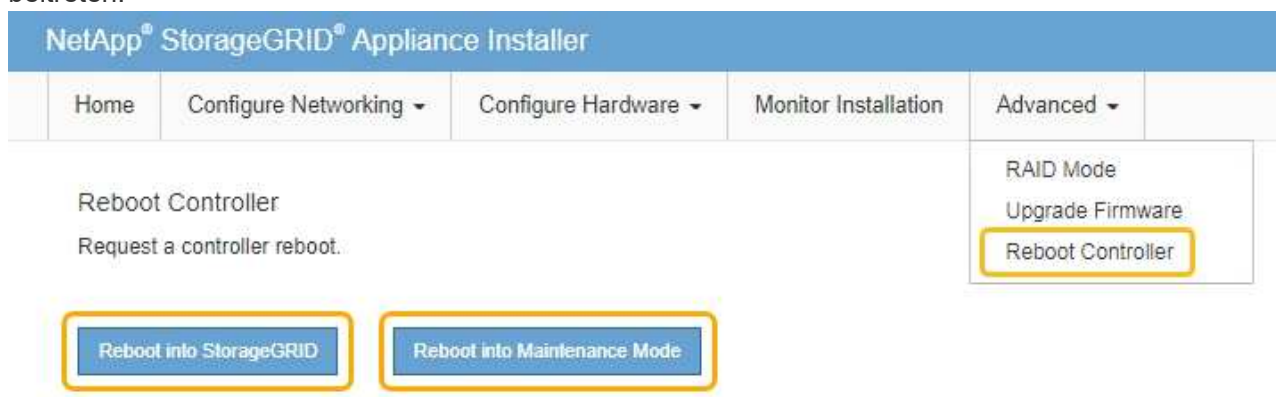 beitreten.
NetApp® StorageGRID® Appliance Installer
Home Configure Networking Configure Hardware Monitor Installation Advanced
RAID Mode
Upgrade Firmware
Reboot Controller
Reboot Controller
Request a controller reboot.
Reboot into StorageGRID Reboot into Maintenance Mode